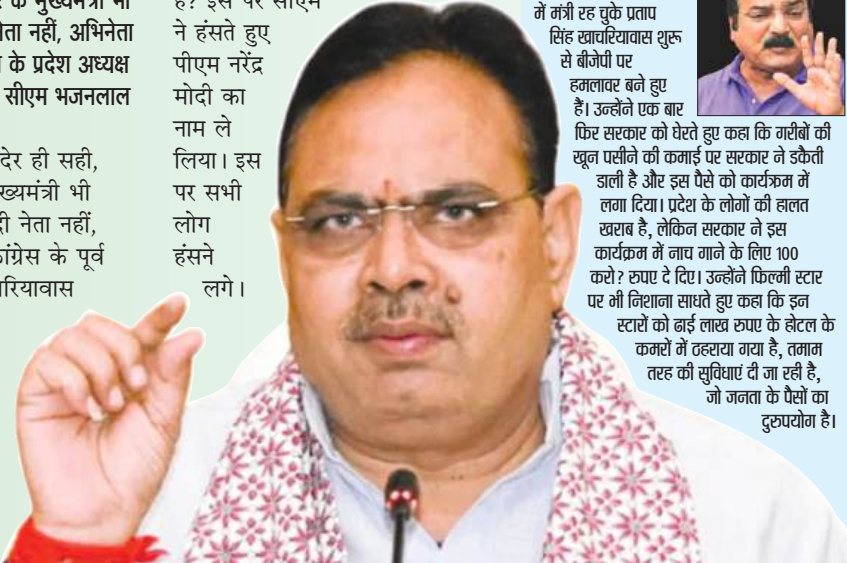 के मुख्यमंत्री भी
नेता नहीं, अभिनेता
के प्रदेश अध्यक्ष
सीएम भजनलाल
देर ही सही,
ख्यमंत्री भी
नेता नहीं,
कांग्रेस के पूर्व
रियावास
है? इस पर सीएम
ने हंसते हुए
पीएम नरेंद्र
मोदी का
नाम ले
लिया। इस
पर सभी
लोग
हंसने
लगे।
में मंत्री रह चुके प्रताप
सिंह खाचरियावास शुरू
से बीजेपी पर
हमलावर बने हुए
हैं। उन्होंने एक बार
फिर सरकार को घेरते हुए कहा कि गरीबों की
खून पसीने की कमाई पर सरकार ने डकैती
डाली है और इस पैसे को कार्यक्रम में
लगा दिया। प्रदेश के लोगों की हालत
खराब है, लेकिन सरकार ने इस
कार्यक्रम में नाच गाने के लिए 100
करो? रुपए दे दिए। उन्होंने फिल्मी स्टार
पर भी निशाना साधते हुए कहा कि इन
स्टारों को ढाई लाख रुपए के होटल के
कमरों में ठहराया गया है, तमाम
तरह की सुविधाएं दी जा रही है,
जो जनता के पैसों का
दुरुपयोग है।